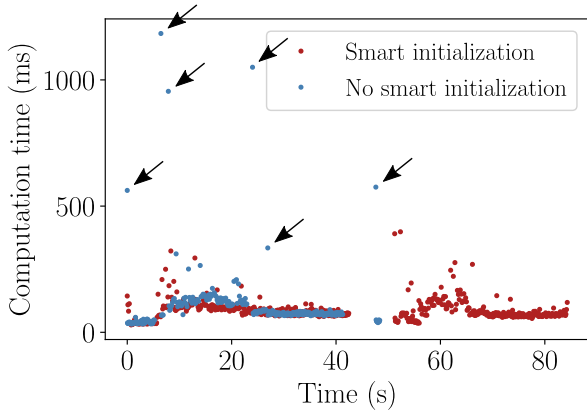 Computation time (ms)
1000
500
0
Smart initialization
No smart initialization
0 20 40 60 80
Time (s)